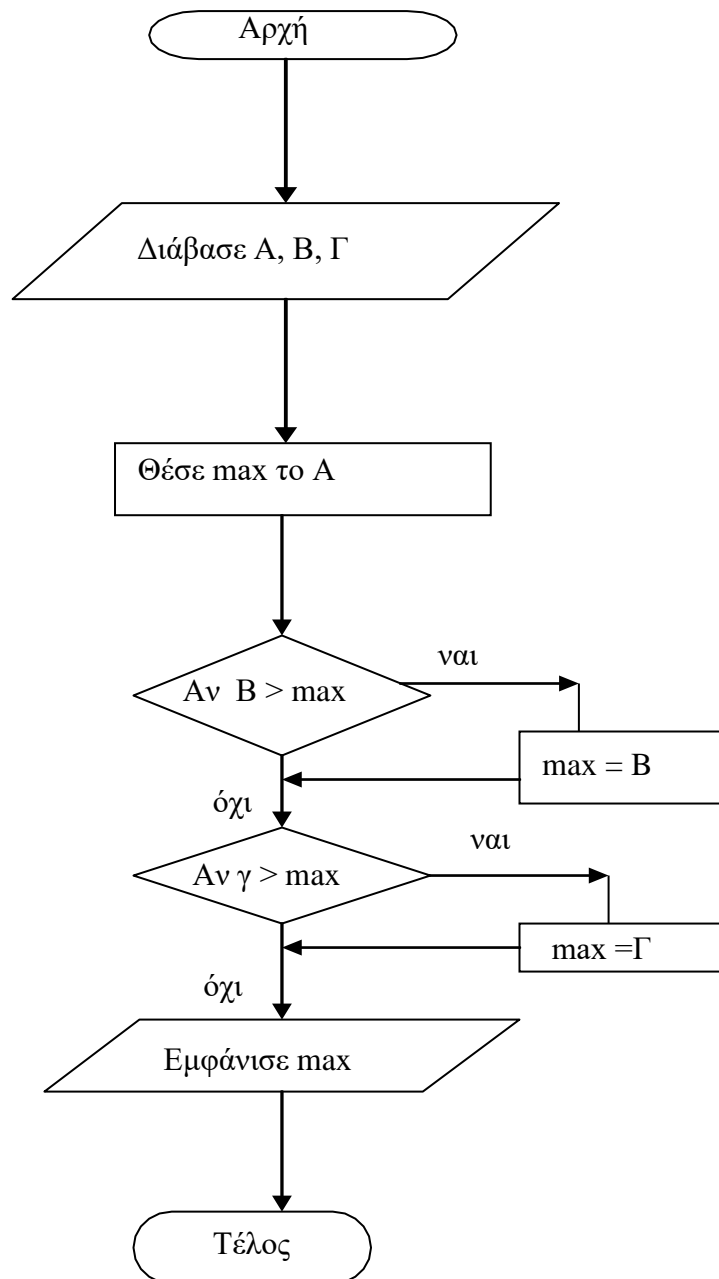 Αρχή
Διάβασε Α, Β, Γ
Θέσε max το Α
Αν Β > max
ναι
max = Β
όχι
Αν γ > max
ναι
max =Γ
όχι
Εμφάνισε max
Τέλος